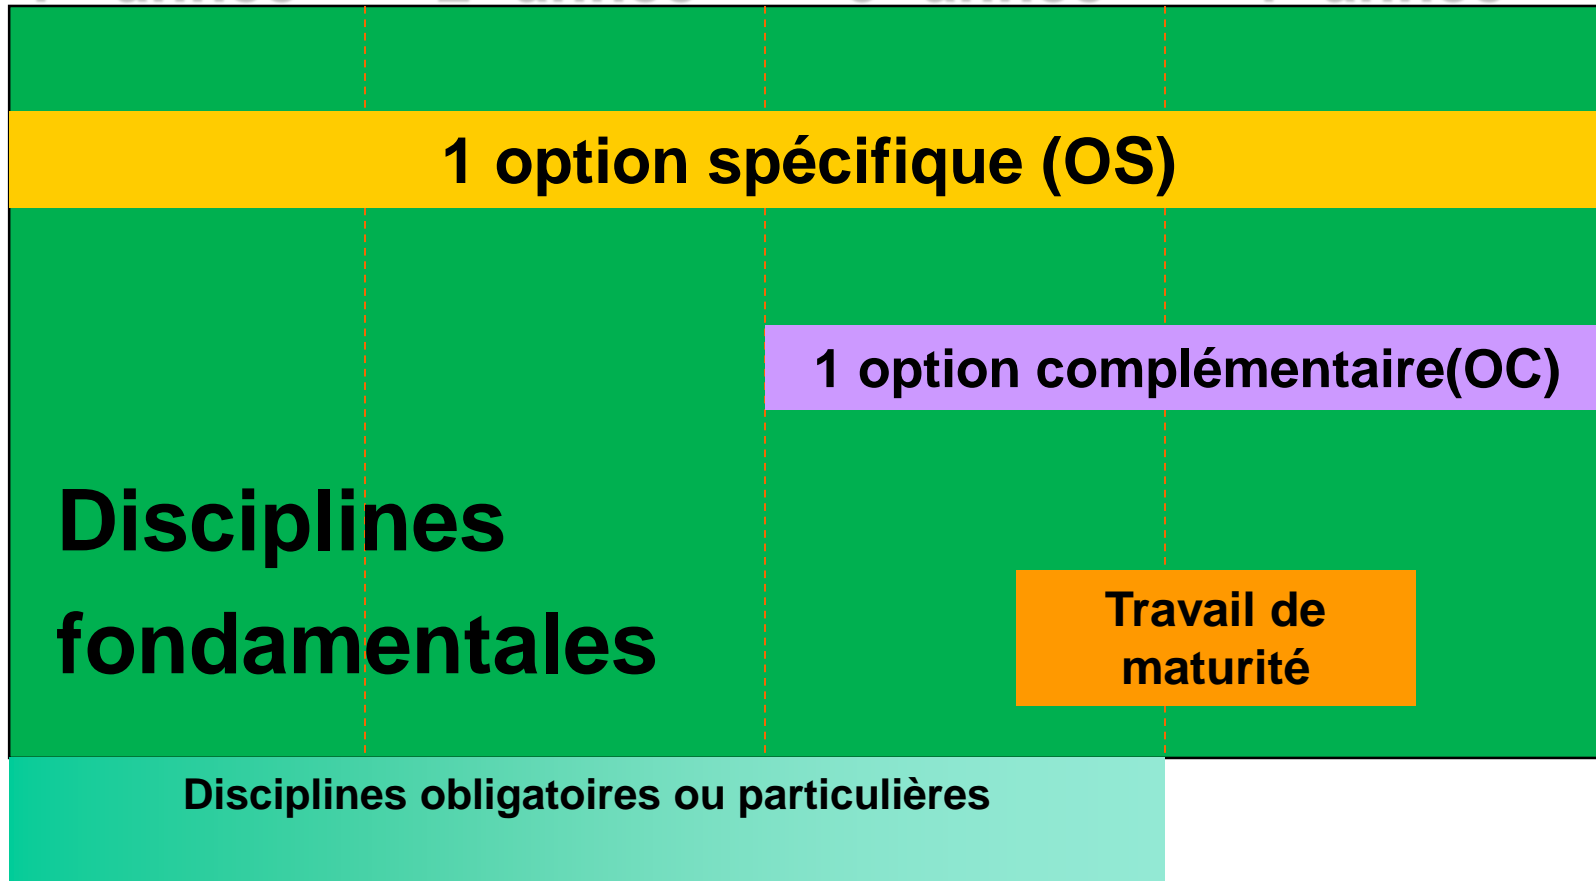 1 option spécifique (OS)
1 option complémentaire(OC)
Disciplines
fondamentales
Travail de
maturité
Disciplines obligatoires ou particulières